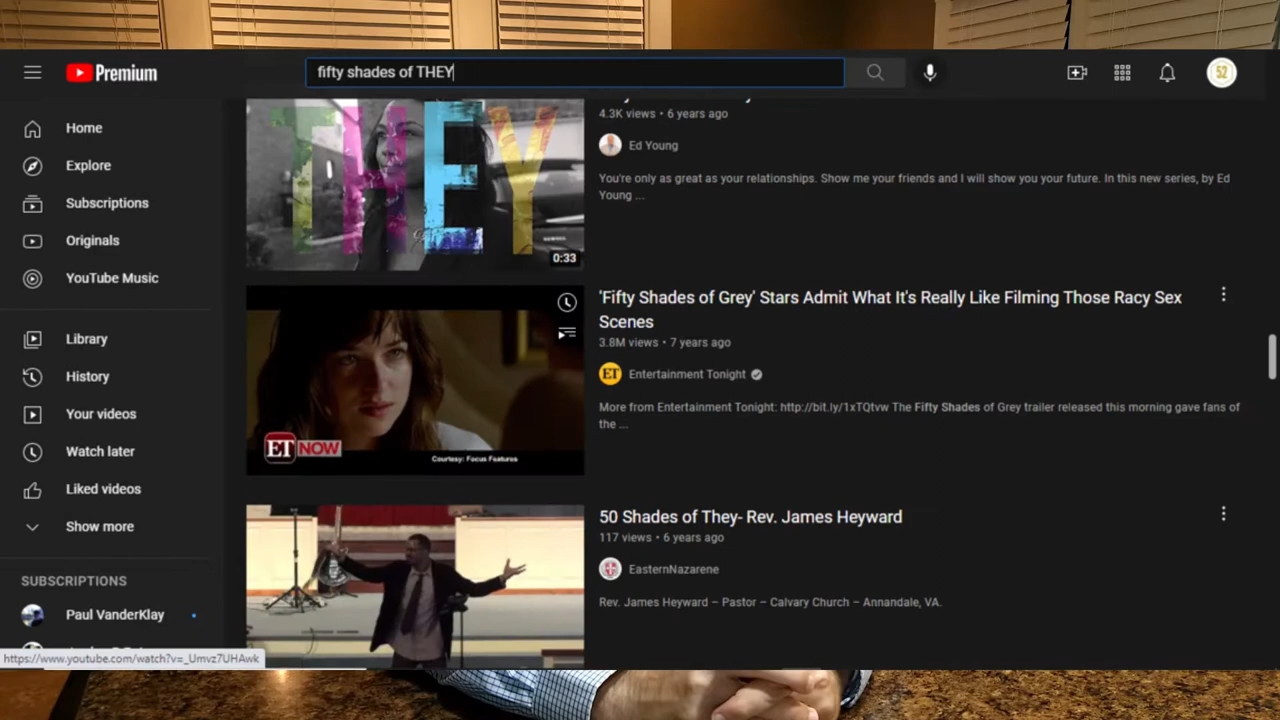 Premium
fifty shades of THEY
52
4.3K views • 6 years ago
Ed Young
You're only as great as your relationships. Show me your friends and I will show you your future. In this new series, by Ed
Young ...
THEY
0:33
Home
Explore
Subscriptions
Originals
YouTube Music
Library
History
Your videos
Watch later
Liked videos
Show more
SUBSCRIPTIONS
Paul VanderKlay
'Fifty Shades of Grey' Stars Admit What It's Really Like Filming Those Racy Sex
Scenes
3.8M views • 7 years ago
ET Entertainment Tonight
More from Entertainment Tonight: http://bit.ly/1xTQtvw The Fifty Shades of Grey trailer released this morning gave fans of
the ...
ET NOW
Courtesy: Focus Features
50 Shades of They- Rev. James Heyward
117 views • 6 years ago
EasternNazarene
Rev. James Heyward – Pastor – Calvary Church – Annandale, VA.
https://www.youtube.com/watch?v=_Umvz7UHAwk